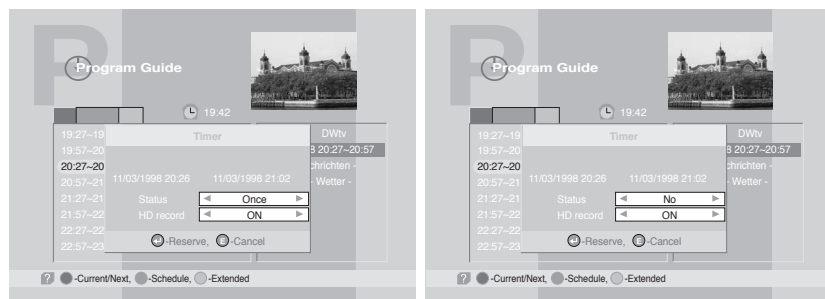 Program Guide
19:42
19:27~19
19:57~20
20:27~20
20:57~21
21:27~21
21:57~22
22:27~22
22:57~23
Timer
11/03/1998 20:26 11/03/1998 21:02
Status Once
HD record ON
-Reserve, E -Cancel
DWtv
8 20:27~20:57
chrichten -
- Wetter -
? -Current/Next, -Schedule, -Extended
Program Guide
19:42
19:27~19
19:57~20
20:27~20
20:57~21
21:27~21
21:57~22
22:27~22
22:57~23
Timer
11/03/1998 20:26 11/03/1998 21:02
Status No
HD record ON
-Reserve, E -Cancel
DWtv
8 20:27~20:57
chrichten -
- Wetter -
? -Current/Next, -Schedule, -Extended